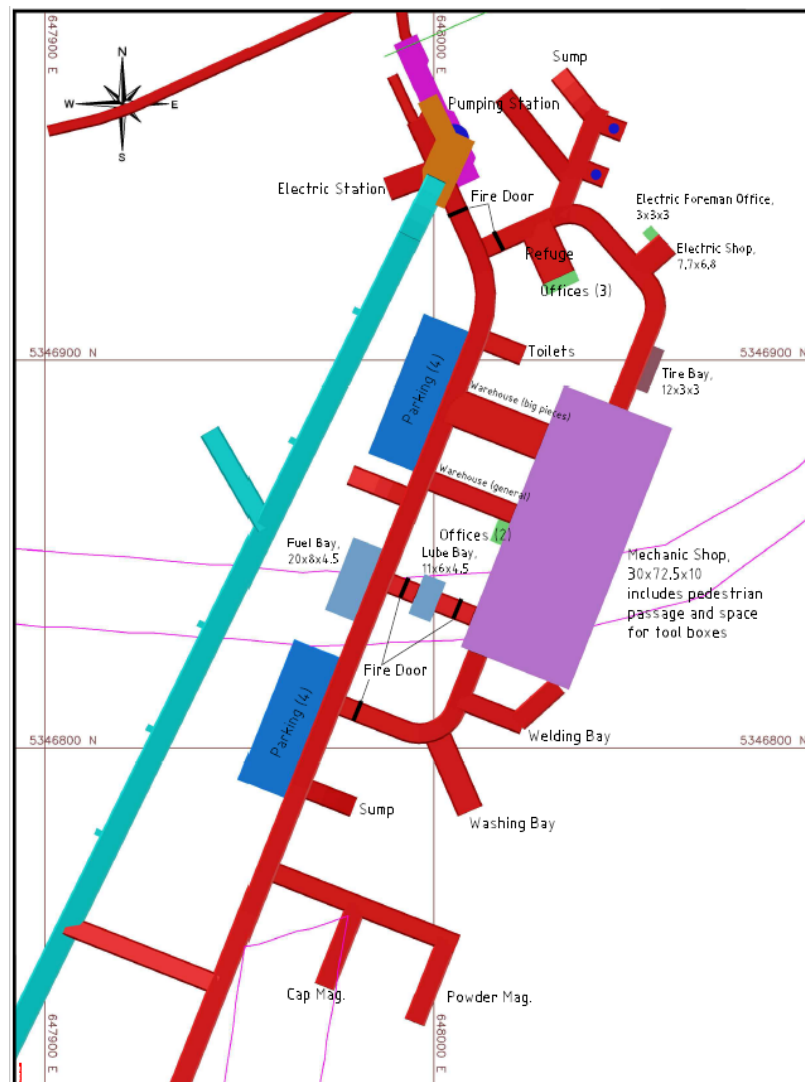 647900 E
648000 E
N
W
E
S
Sump
Pumping Station
Electric Station
Fire Door
Electric Foreman Office,
3x3x3
Refuge
Electric Shop,
7.7x6.8
Offices (3)
5346900 N
5346900 N
Toilets
Parking (4)
Tire Bay,
12x3x3
Warehouse (big pieces)
Warehouse (general)
Offices (2)
Fuel Bay,
20x8x4.5
Lube Bay,
11x6x4.5
Mechanic Shop,
30x72.5x10
includes pedestrian
passage and space
for tool boxes
Fire Door
Parking (4)
5346800 N
5346800 N
Welding Bay
Sump
Washing Bay
Cap Mag.
Powder Mag.
647900 E
648000 E